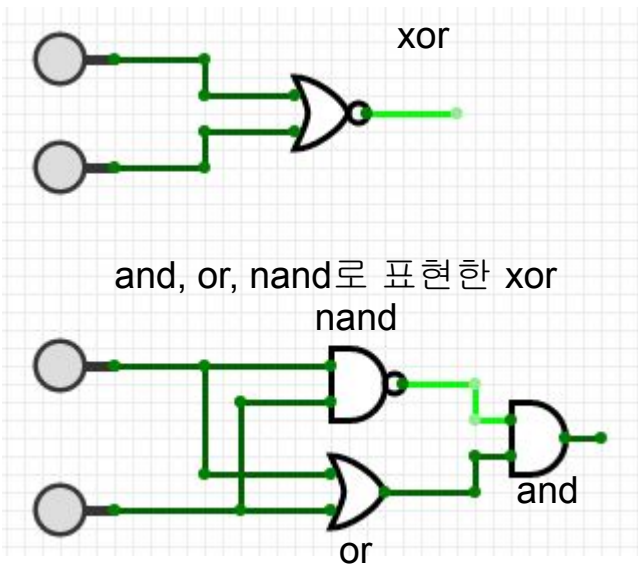 xor
and, or, nand로 표현한 xor
nand
and
or